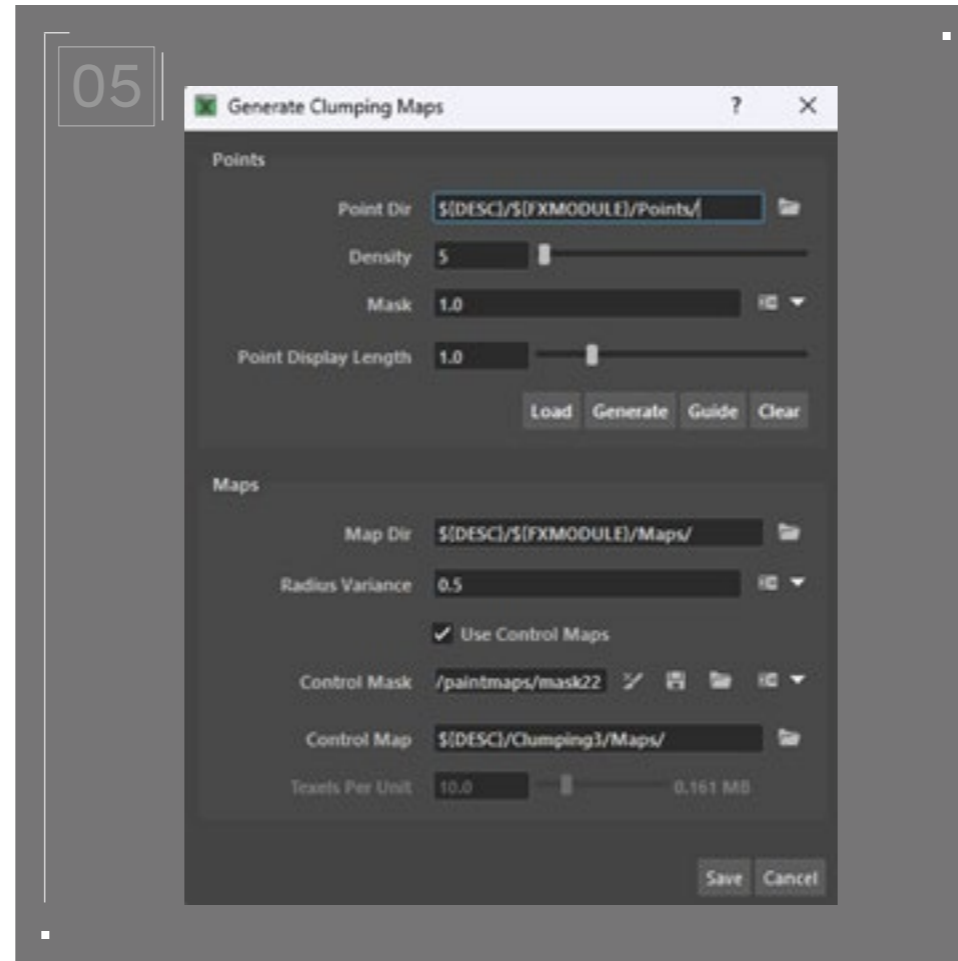 05
Generate Clumping Maps ? ×
Points
Point Dir ${DESC}/${FXMODULE}/Points/
Density 5
Mask 1.0
Point Display Length 1.0
Load Generate Guide Clear
Maps
Map Dir ${DESC}/${FXMODULE}/Maps/
Radius Variance 0.5
Use Control Maps
Control Mask /paintmaps/mask22
Control Map ${DESC}/Clumping3/Maps/
Texels Per Unit 10.0 0.161 MB
Save Cancel